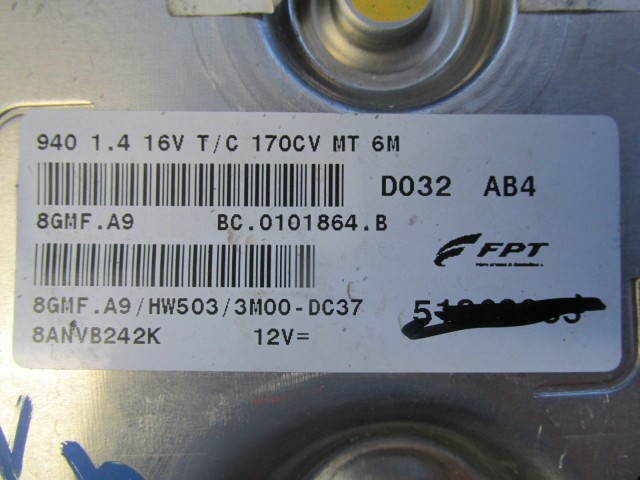 940 1.4 16V T/C 170CV MT 6M
D032 AB4
8GMF.A9 BC.0101864.B
FPT
8GMF.A9/HW503/3M00-DC37
8ANVB242K 12V=